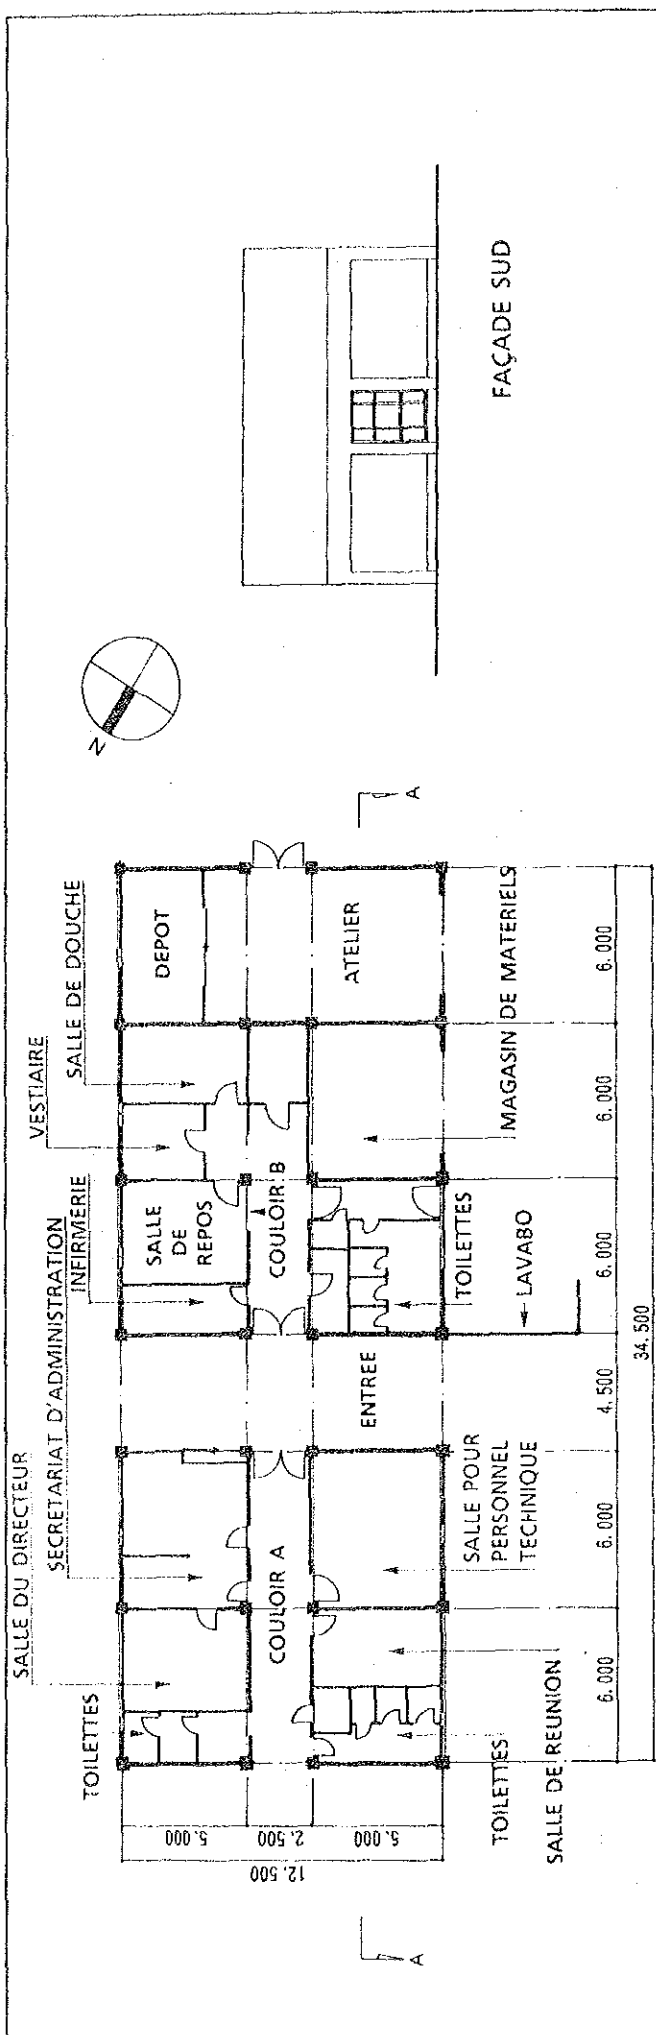 SALLE DU DIRECTEUR
SECRETARIAT D'ADMINISTRATION
INFIRMERIE
VESTIAIRE
SALLE DE DOUCHE
TOILETTES
SALLE
DE
REPOS
DEPOT
COULOIR A
COULOIR B
ENTREE
ATELIER
TOILETTES
SALLE DE REUNION
SALLE POUR
PERSONNEL
TECHNIQUE
TOILETTES
LAVABO
MAGASIN DE MATERIELS
5.000
2.500
5.000
12.500
6.000
6.000
4.500
6.000
6.000
6.000
34.500
A
A
N
FAÇADE SUD